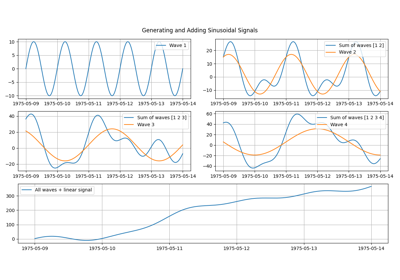 Generating and Adding Sinusoidal Signals
10
5
0
−5
−10
Wave 1
1975-05-09 1975-05-10 1975-05-11 1975-05-12 1975-05-13 1975-05-14
20
10
0
−10
Sum of waves [1 2]
Wave 2
1975-05-09 1975-05-10 1975-05-11 1975-05-12 1975-05-13 1975-05-14
40
20
0
−20
Sum of waves [1 2 3]
Wave 3
1975-05-09 1975-05-10 1975-05-11 1975-05-12 1975-05-13 1975-05-14
60
40
20
0
−20
−40
Sum of waves [1 2 3 4]
Wave 4
1975-05-09 1975-05-10 1975-05-11 1975-05-12 1975-05-13 1975-05-14
300
200
100
0
All waves + linear signal
1975-05-09 1975-05-10 1975-05-11 1975-05-12 1975-05-13 1975-05-14